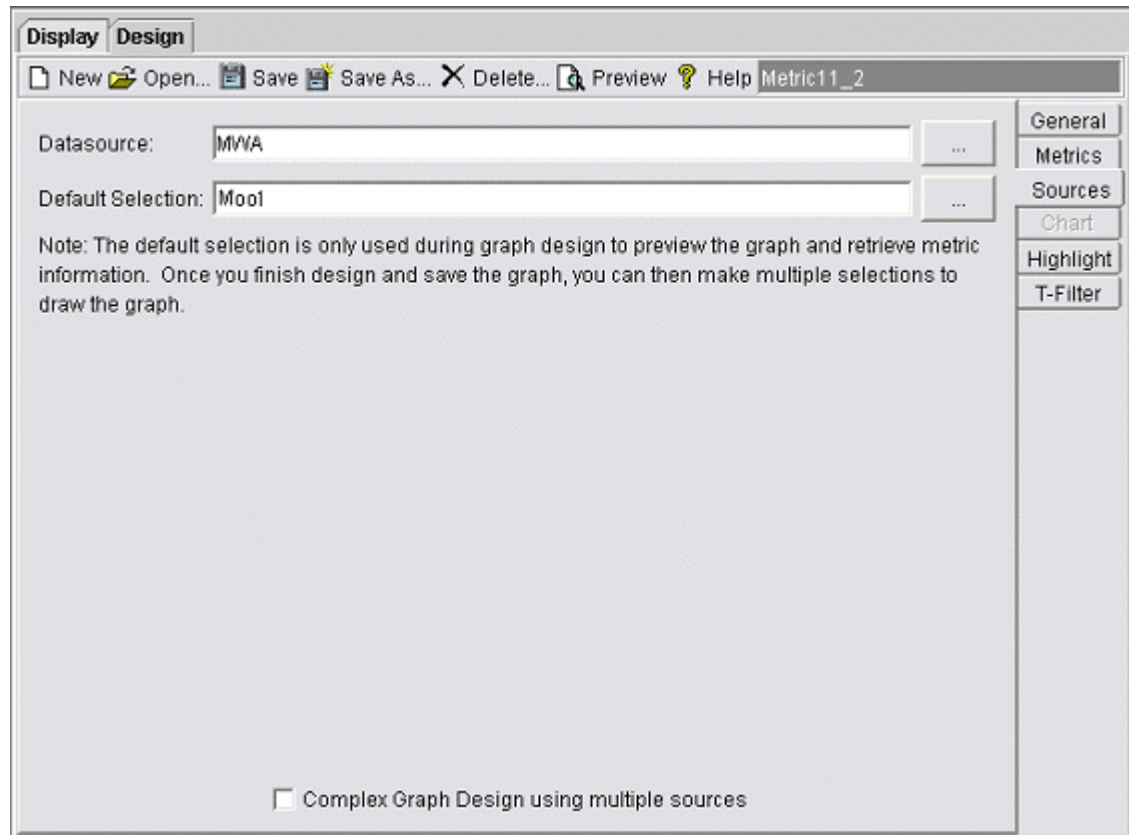 Display Design
New Open... Save Save As... Delete... Preview Help Metric11_2
General
Datasource: MVVA ...
Metrics
Default Selection: Moo1 ...
Sources
Chart
Note: The default selection is only used during graph design to preview the graph and retrieve metric
information. Once you finish design and save the graph, you can then make multiple selections to
draw the graph.
Highlight
T-Filter
Complex Graph Design using multiple sources